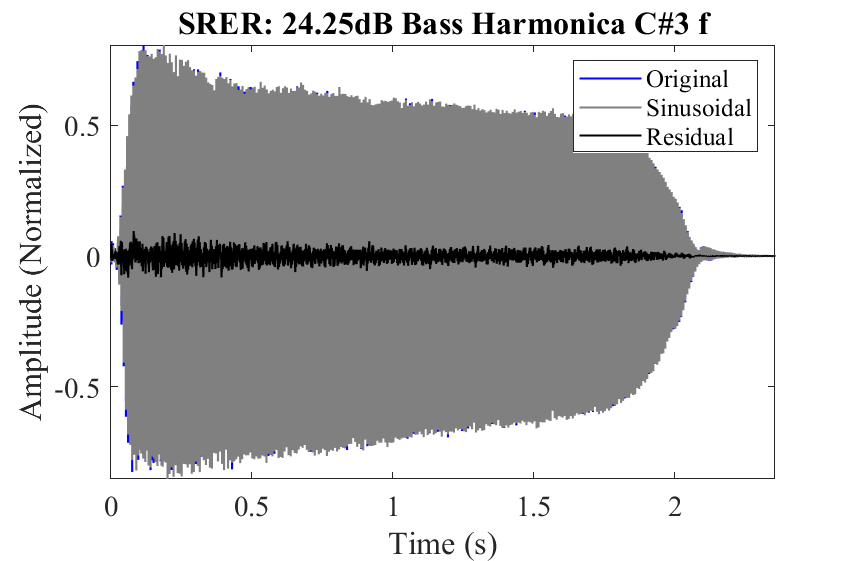 SRER: 24.25dB Bass Harmonica C#3 f
Original
Sinusoidal
Residual
Amplitude (Normalized)
0.5
0
-0.5
0 0.5 1 1.5 2
Time (s)